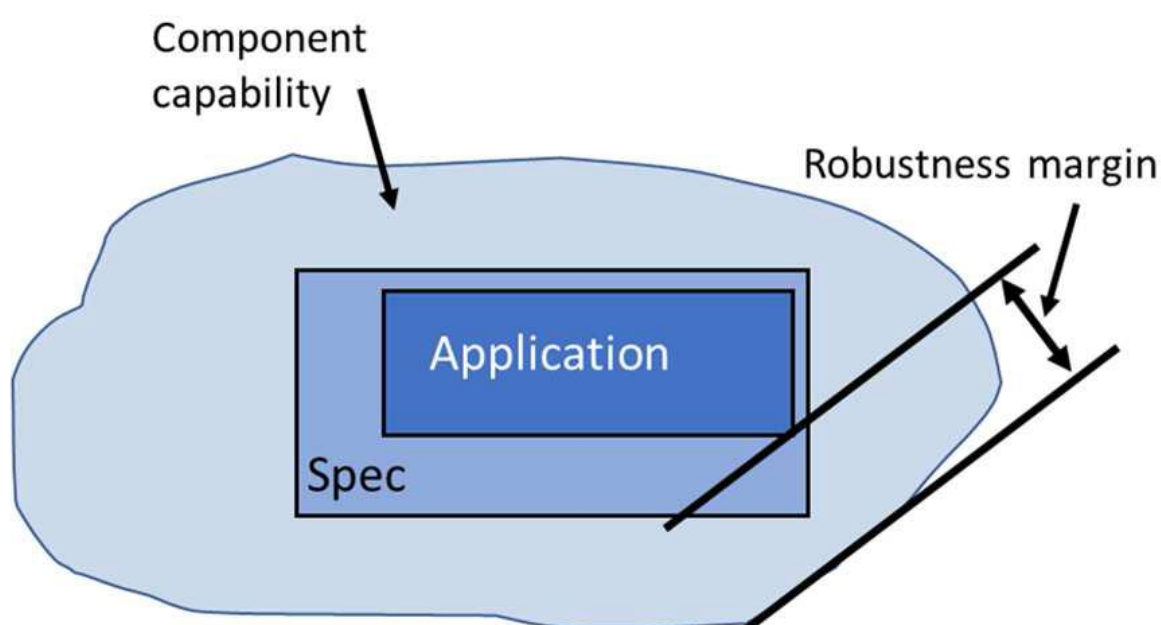 Component
capability
Robustness margin
Application
Spec